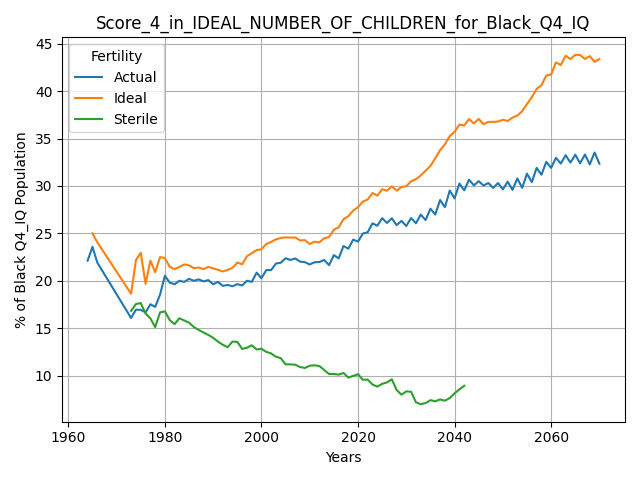 Score_4_in_IDEAL_NUMBER_OF_CHILDREN_for_Black_Q4_IQ
Fertility
Actual
Ideal
Sterile
% of Black Q4_IQ Population
45
40
35
30
25
20
15
10
1960
1980
2000
2020
2040
2060
Years